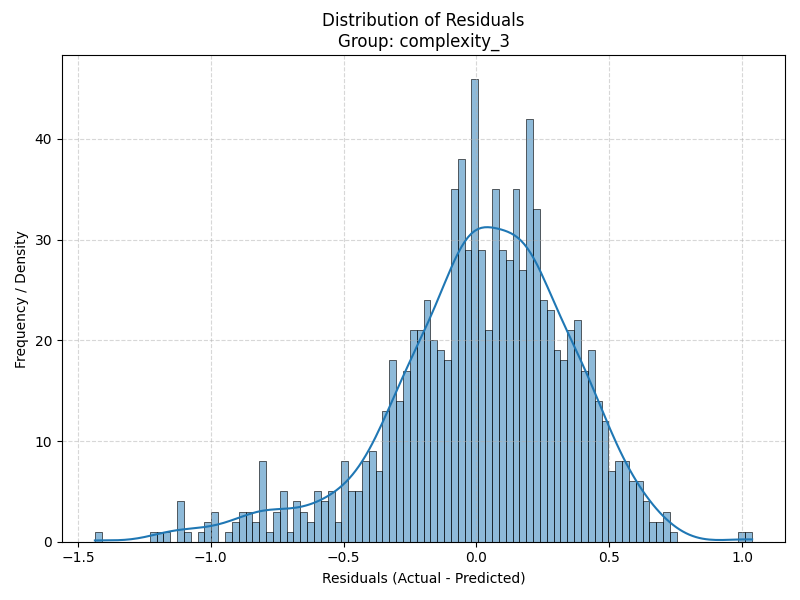 Distribution of Residuals
Group: complexity_3
Frequency / Density
40
30
20
10
0
−1.5 −1.0 −0.5 0.0 0.5 1.0
Residuals (Actual - Predicted)